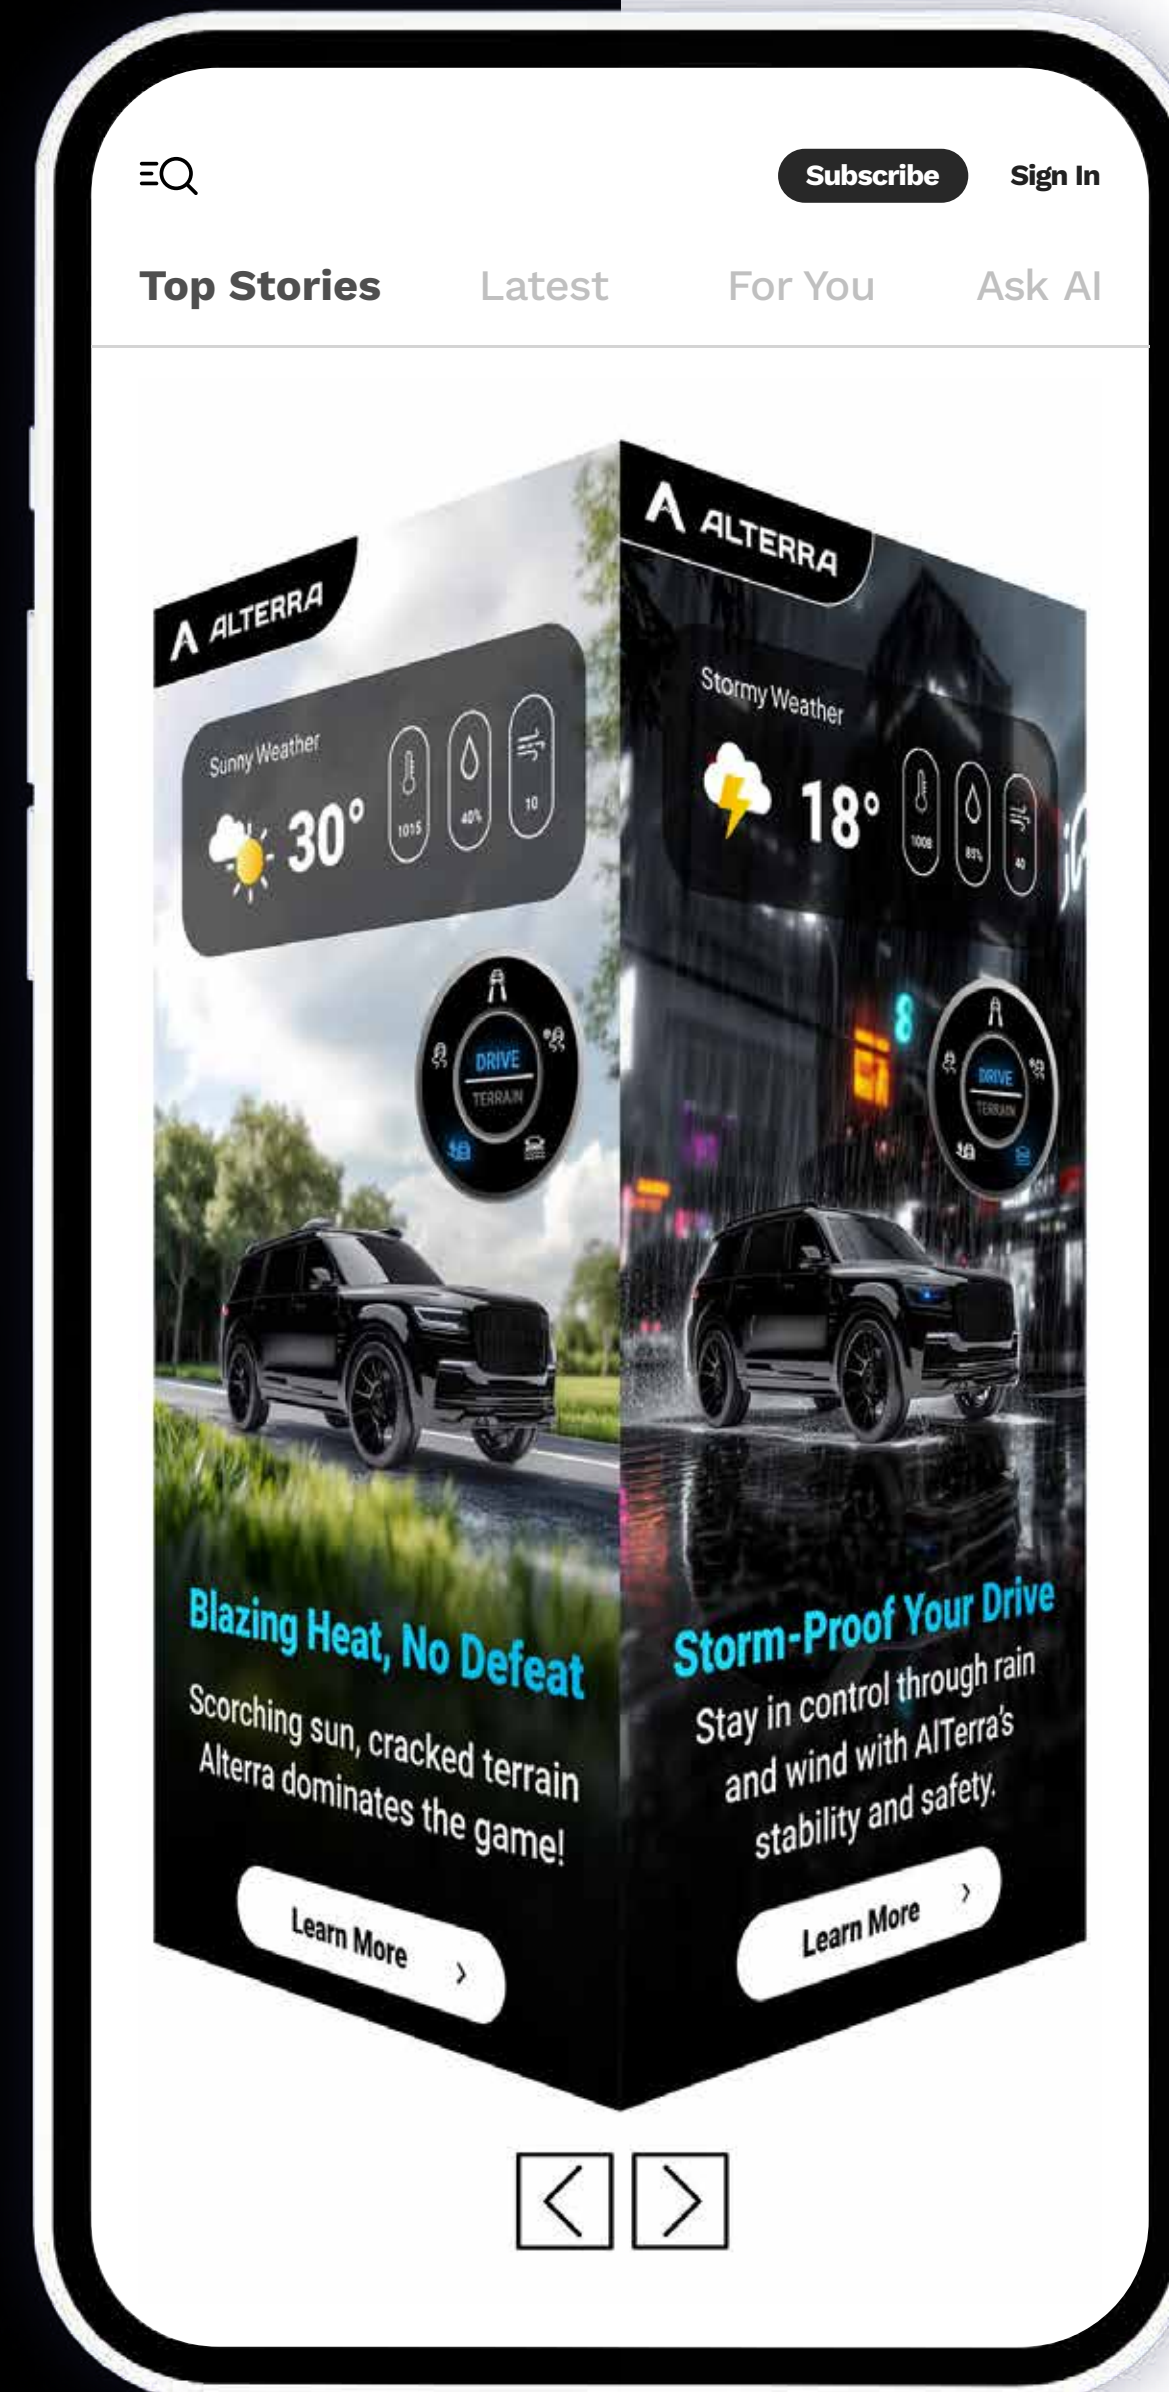 Subscribe
Sign In
Top Stories
Latest
For You
Ask AI
ALTERRA
Sunny Weather
30°
1015
40%
10
DRIVE
TERRAIN
Blazing Heat, No Defeat
Scorching sun, cracked terrain
Alterra dominates the game!
Learn More
ALTERRA
Stormy Weather
18°
1008
85%
40
DRIVE
TERRAIN
Storm-Proof Your Drive
Stay in control through rain
and wind with AlTerra's
stability and safety.
Learn More